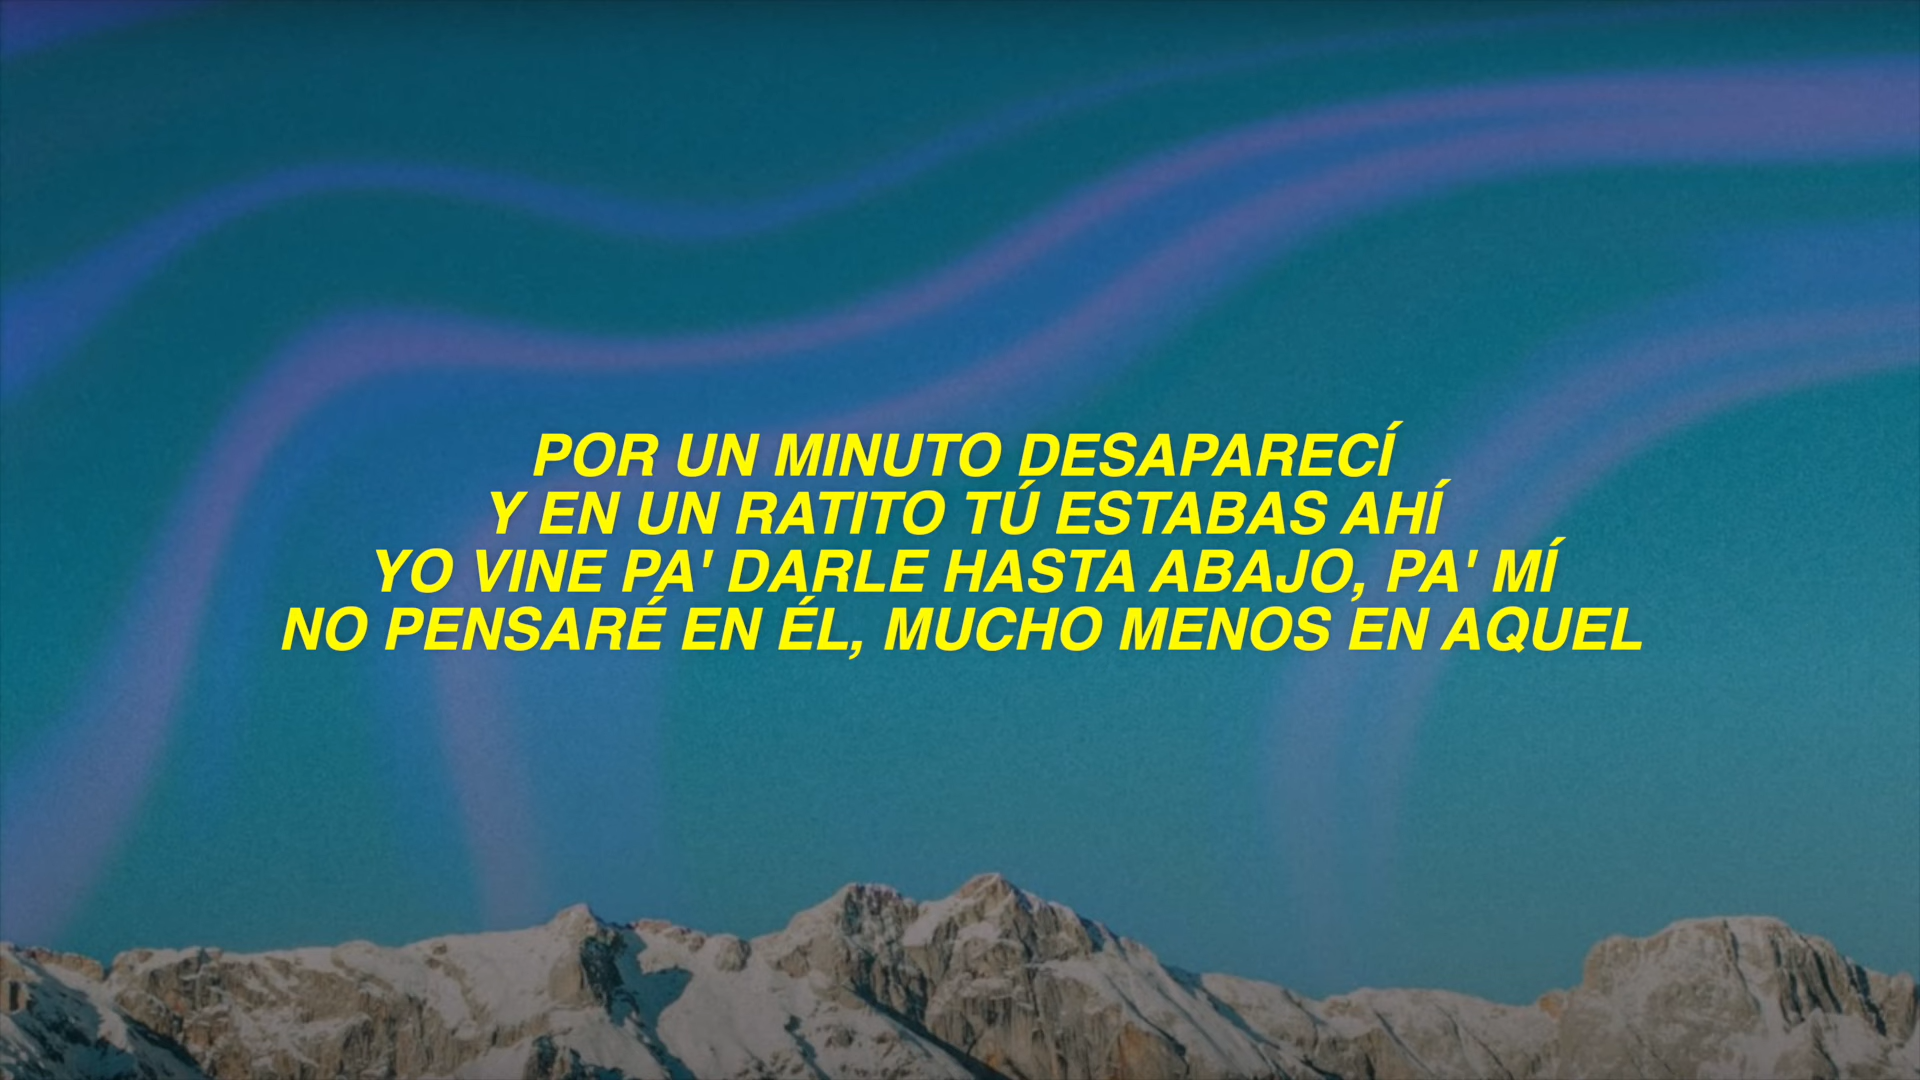 POR UN MINUTO DESAPARECÍ
Y EN UN RATITO TÚ ESTABAS AHÍ
YO VINE PA' DARLE HASTA ABAJO, PA' MÍ
NO PENSARÉ EN ÉL, MUCHO MENOS EN AQUEL